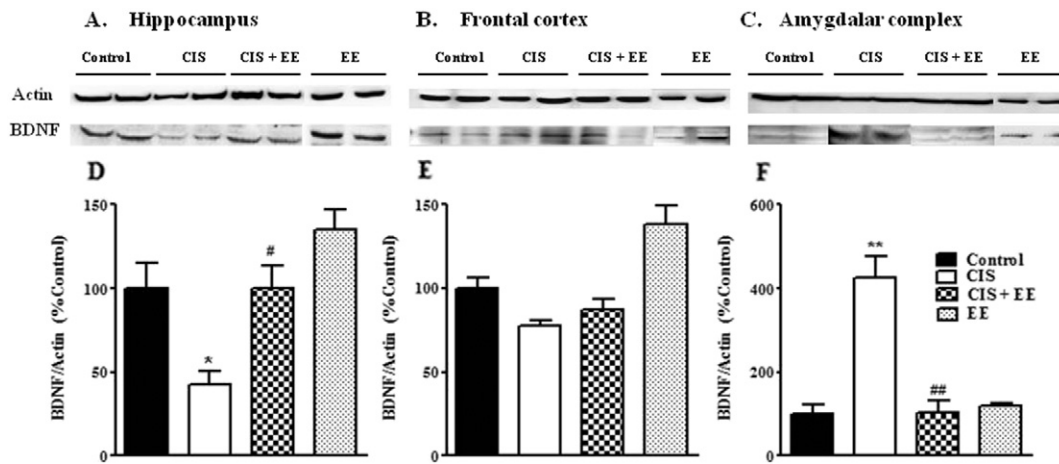 A. Hippocampus
B. Frontal cortex
C. Amygdalar complex
Control CIS CIS + EE EE
Control CIS CIS + EE EE
Control CIS CIS + EE EE
Actin
BDNF
D
BDNF/Actin (%Control)
150
100
50
0
*
#
E
BDNF/Actin (%Control)
150
100
50
0
F
BDNF/Actin (%Control)
600
400
200
0
**
##
Control
CIS
CIS + EE
EE